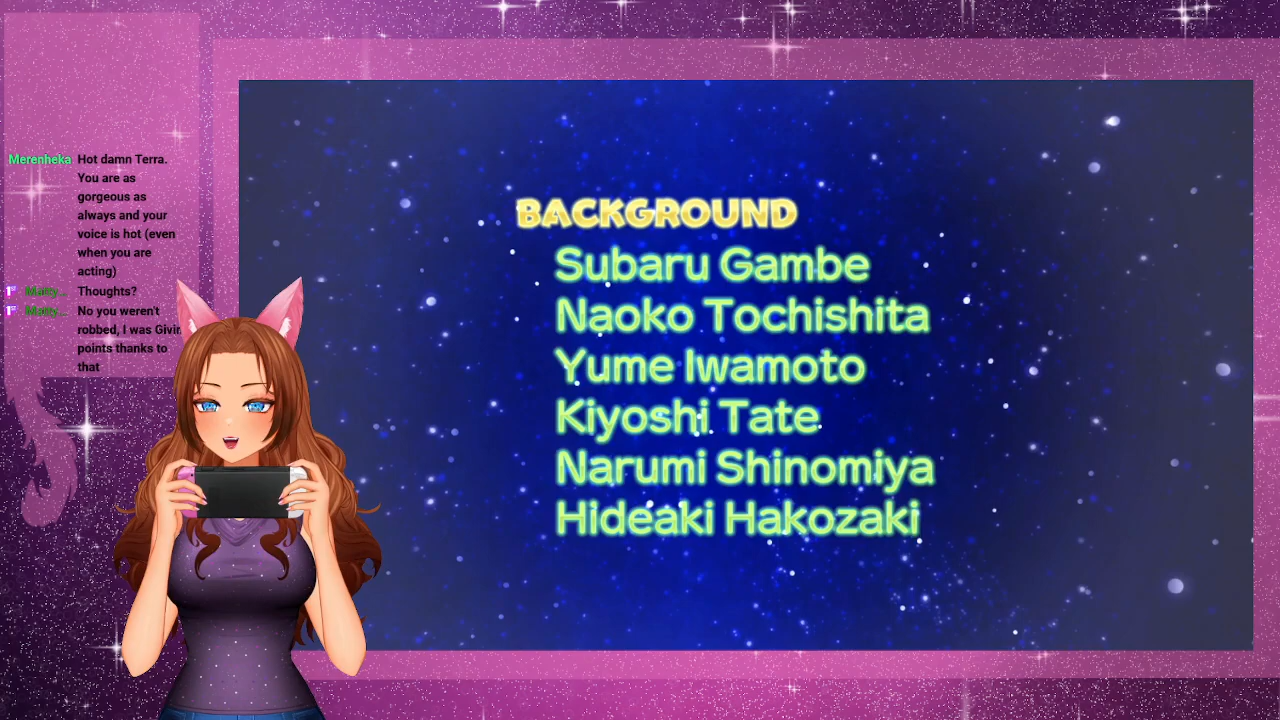 Merenheka Hot damn Terra.
You are as
gorgeous as
always and your
voice is hot (even
when you are
acting)
Thoughts?
No you weren't
robbed, I was Givin
points thanks to
that
BACKGROUND
Subaru Gambe
Naoko Tochishita
Yume Iwamoto
Kiyoshi Tate
Narumi Shinomiya
Hideaki Hakozaki